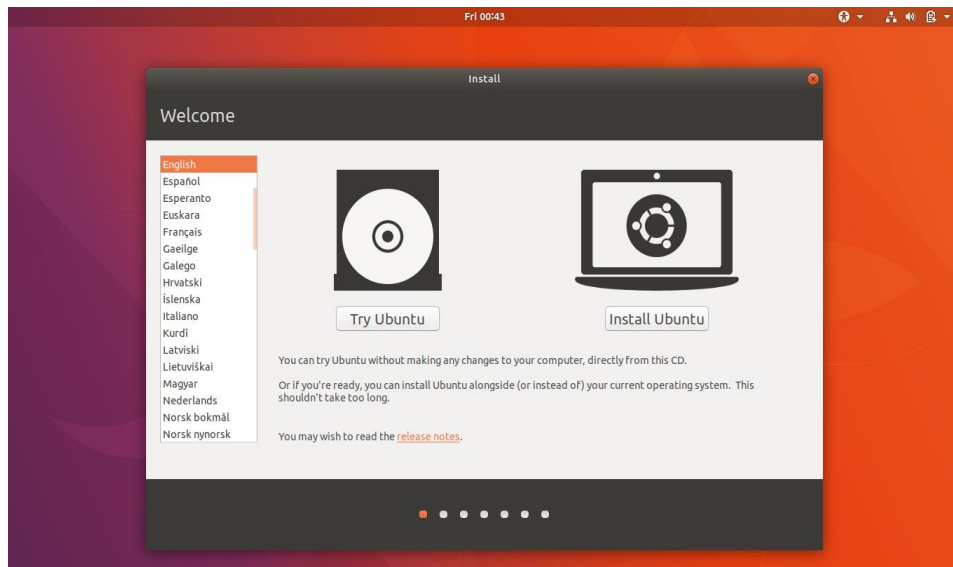 Fri 00:43
Install
Welcome
English
Español
Esperanto
Euskara
Français
Gaeilge
Galego
Hrvatski
Íslenska
Italiano
Kurdî
Latviski
Lietuviškai
Magyar
Nederlands
Norsk bokmål
Norsk nynorsk
Try Ubuntu
Install Ubuntu
You can try Ubuntu without making any changes to your computer, directly from this CD.
Or if you're ready, you can install Ubuntu alongside (or instead of) your current operating system. This
shouldn't take too long.
You may wish to read the release notes.